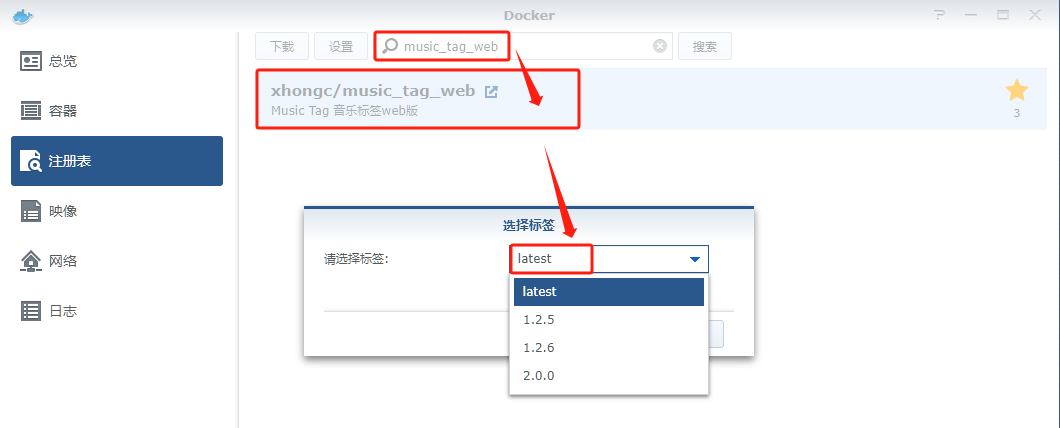 Docker
总览
容器
注册表
映像
网络
日志
下载 设置 music_tag_web 搜索
xhongc/music_tag_web
Music Tag 音乐标签web版
3
选择标签
请选择标签: latest
latest
1.2.5
1.2.6
2.0.0